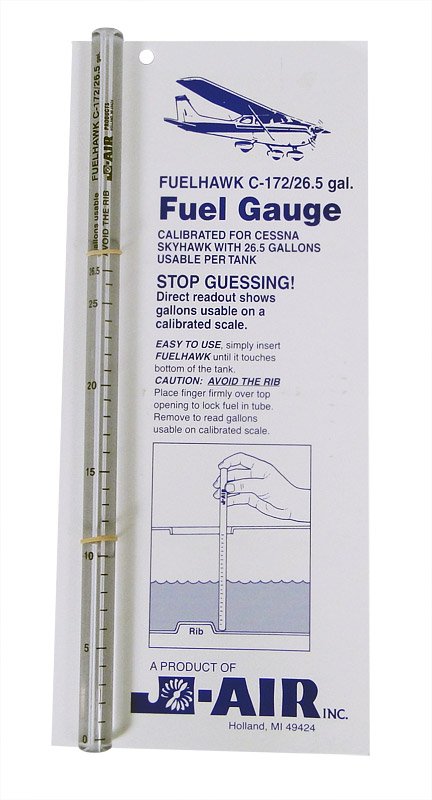 FUELHAWK C-172/26.5 gal.
J-AIR
PRODUCTS
usable
AVOID THE RIB
26.5
25
20
15
10
5
0
FUELHAWK C-172/26.5 gal.
Fuel Gauge
CALIBRATED FOR CESSNA
SKYHAWK WITH 26.5 GALLONS
USABLE PER TANK
STOP GUESSING!
Direct readout shows
gallons usable on a
calibrated scale.
EASY TO USE, simply insert
FUELHAWK until it touches
bottom of the tank.
CAUTION: AVOID THE RIB
Place finger firmly over top
opening to lock fuel in tube.
Remove to read gallons
usable on calibrated scale.
Rib
A PRODUCT OF
J-AIR INC.
Holland, MI 49424